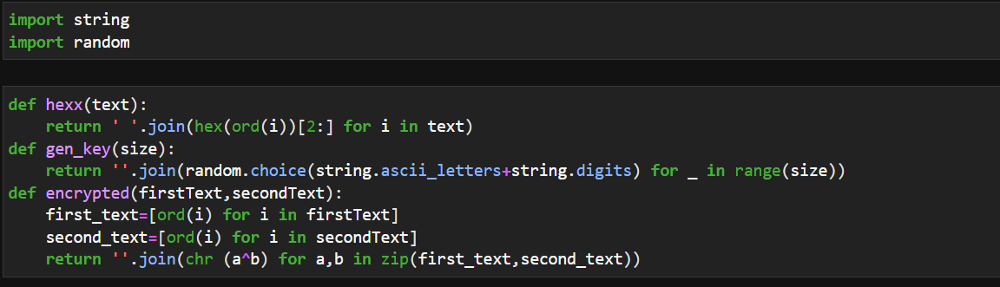 import string
import random
def hexx(text):
    return ' '.join(hex(ord(i))[2:] for i in text)
def gen_key(size):
    return ''.join(random.choice(string.ascii_letters+string.digits) for _ in range(size))
def encrypted(firstText,secondText):
    first_text=[ord(i) for i in firstText]
    second_text=[ord(i) for i in secondText]
    return ''.join(chr (a^b) for a,b in zip(first_text,second_text))